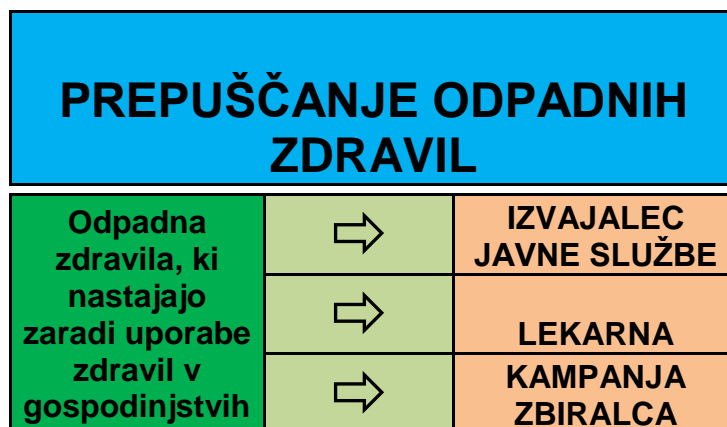 PREPUŠČANJE ODPADNIH
ZDRAVIL
Odpadna
zdravila, ki
nastajajo
zaradi uporabe
zdravil v
gospodinjstvih
⇨
IZVAJALEC
JAVNE SLUŽBE
⇨
LEKARNA
⇨
KAMPANJA
ZBIRALCA